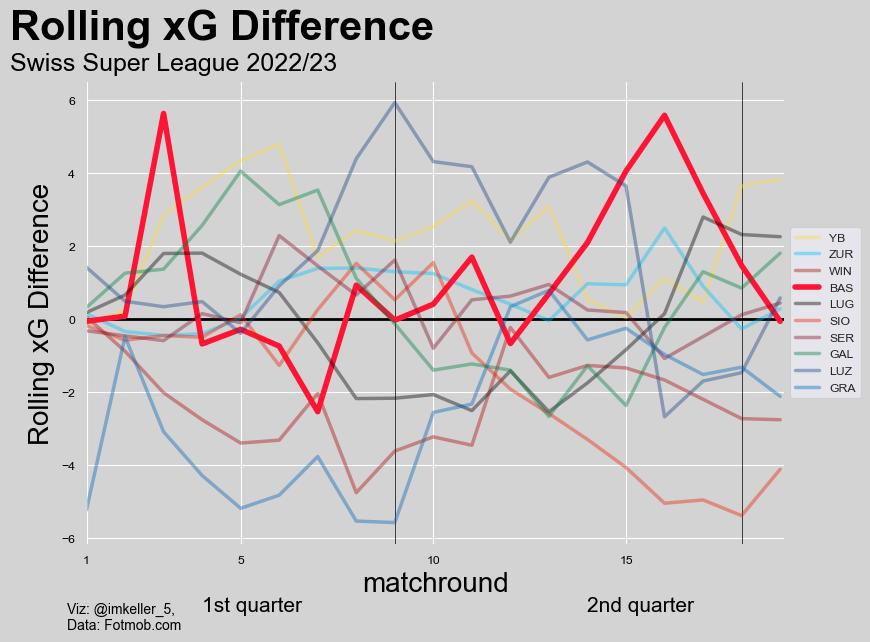 Rolling xG Difference
Swiss Super League 2022/23
6
4
2
0
−2
−4
−6
Rolling xG Difference
1
5
10
15
matchround
1st quarter
2nd quarter
YB
ZUR
WIN
BAS
LUG
SIO
SER
GAL
LUZ
GRA
Viz: @imkeller_5,
Data: Fotmob.com